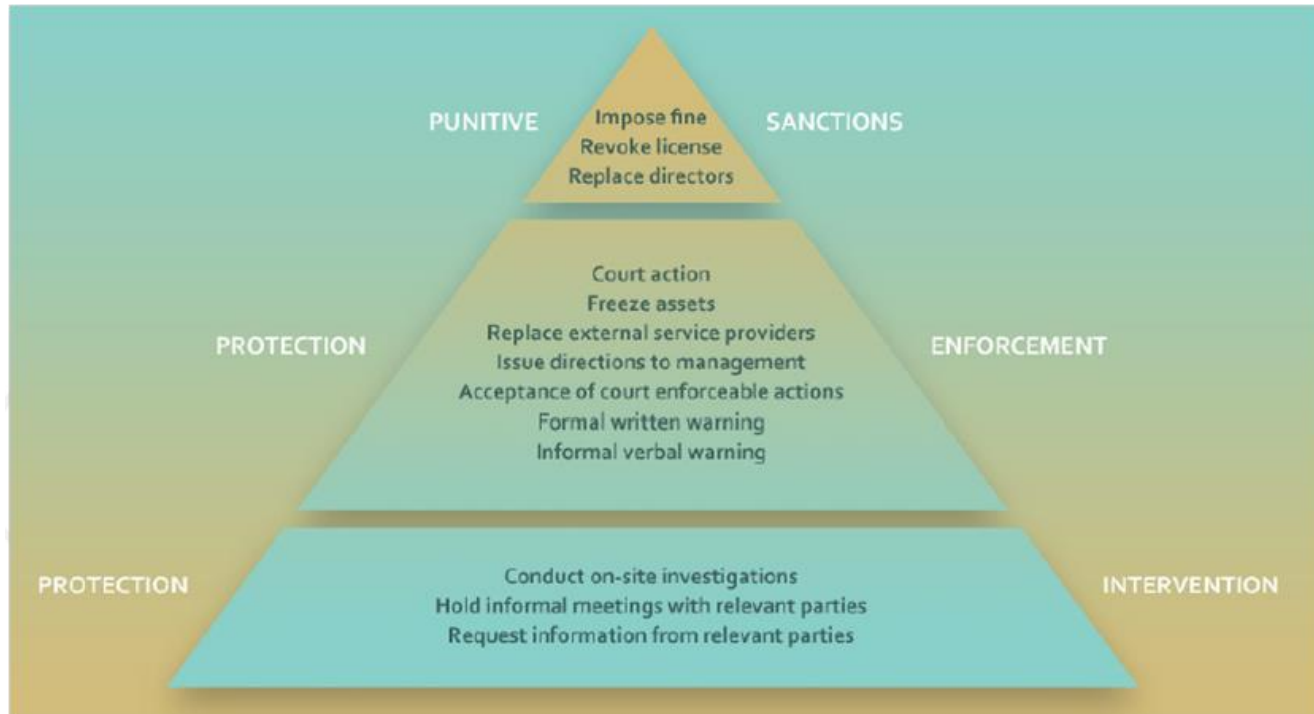 PUNITIVE
SANCTIONS
Impose fine
Revoke license
Replace directors
PROTECTION
ENFORCEMENT
Court action
Freeze assets
Replace external service providers
Issue directions to management
Acceptance of court enforceable actions
Formal written warning
Informal verbal warning
PROTECTION
INTERVENTION
Conduct on-site investigations
Hold informal meetings with relevant parties
Request information from relevant parties